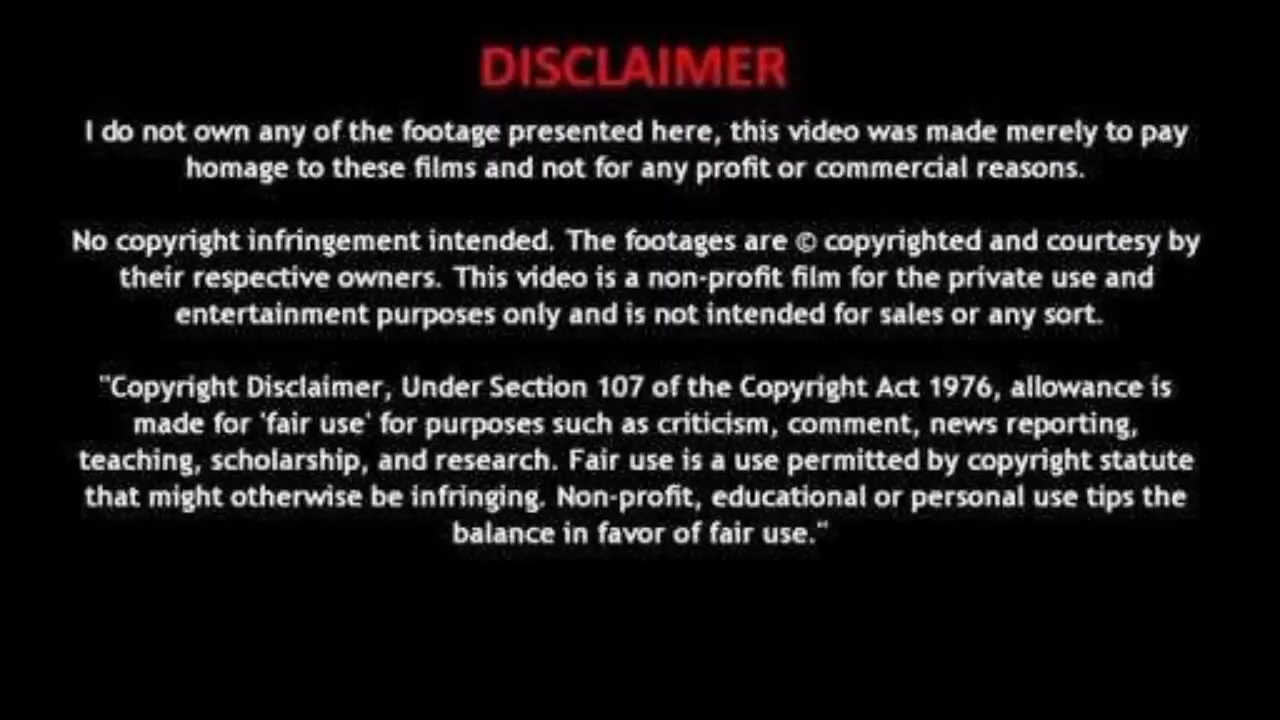 DISCLAIMER
I do not own any of the footage presented here, this video was made merely to pay
homage to these films and not for any profit or commercial reasons.
No copyright infringement intended. The footages are © copyrighted and courtesy by
their respective owners. This video is a non-profit film for the private use and
entertainment purposes only and is not intended for sales or any sort.
"Copyright Disclaimer, Under Section 107 of the Copyright Act 1976, allowance is
made for 'fair use' for purposes such as criticism, comment, news reporting,
teaching, scholarship, and research. Fair use is a use permitted by copyright statute
that might otherwise be infringing. Non-profit, educational or personal use tips the
balance in favor of fair use."